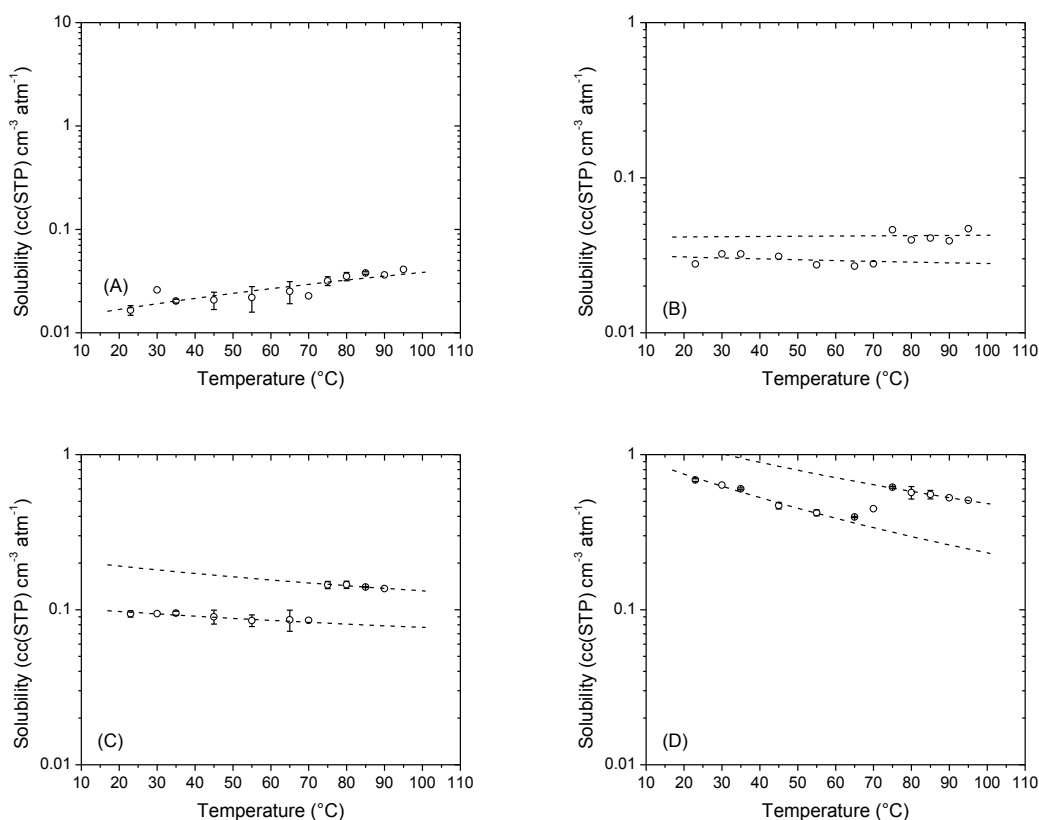 10
1
0.1
0.01
Solubility (cc(STP) cm⁻³ atm⁻¹)
(A)
10 20 30 40 50 60 70 80 90 100 110
Temperature (°C)
1
0.1
0.01
Solubility (cc(STP) cm⁻³ atm⁻¹)
(B)
10 20 30 40 50 60 70 80 90 100 110
Temperature (°C)
1
0.1
0.01
Solubility (cc(STP) cm⁻³ atm⁻¹)
(C)
10 20 30 40 50 60 70 80 90 100 110
Temperature (°C)
1
0.1
0.01
Solubility (cc(STP) cm⁻³ atm⁻¹)
(D)
10 20 30 40 50 60 70 80 90 100 110
Temperature (°C)